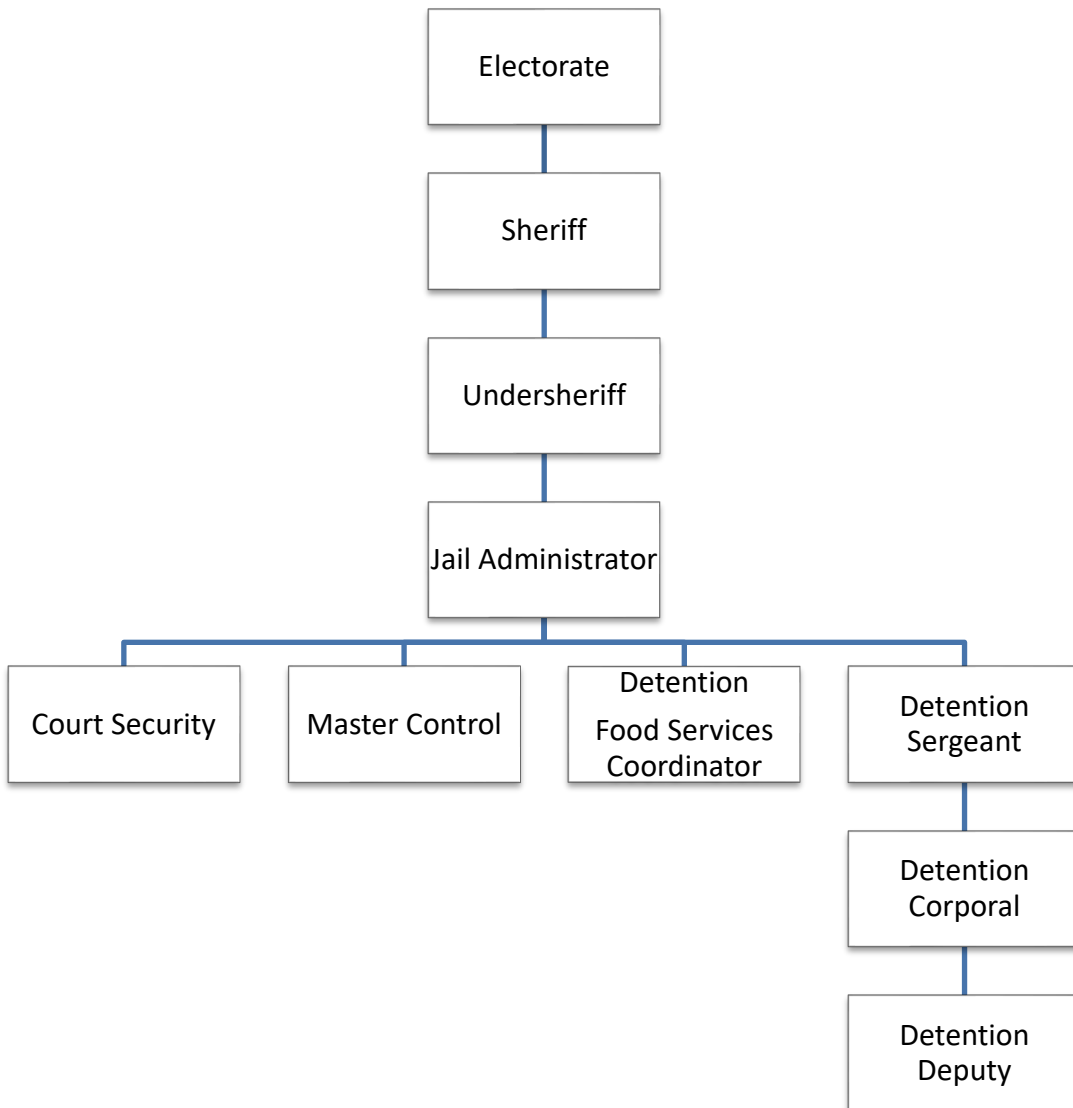 Electorate
Sheriff
Undersheriff
Jail Administrator
Court Security
Master Control
Detention
Food Services
Coordinator
Detention
Sergeant
Detention
Corporal
Detention
Deputy